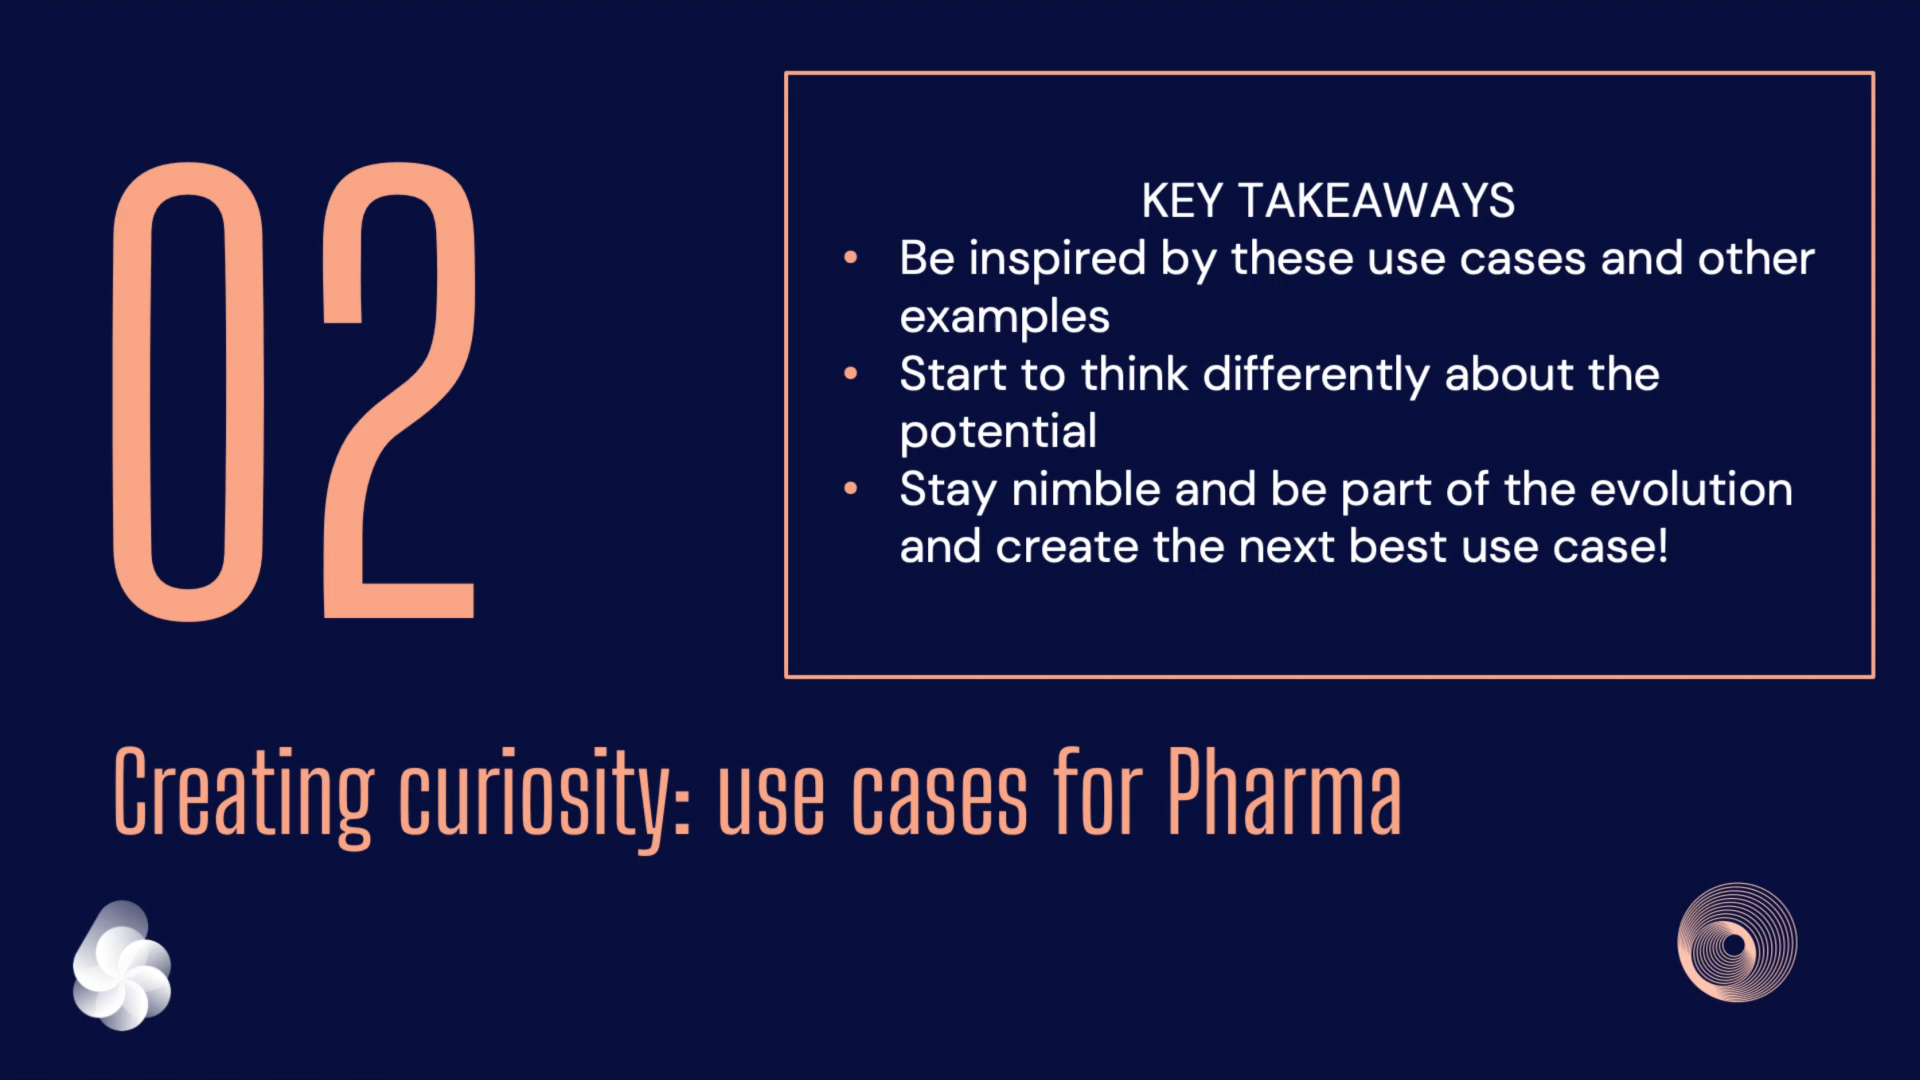 02
KEY TAKEAWAYS
• Be inspired by these use cases and other
examples
• Start to think differently about the
potential
• Stay nimble and be part of the evolution
and create the next best use case!
Creating curiosity: use cases for Pharma